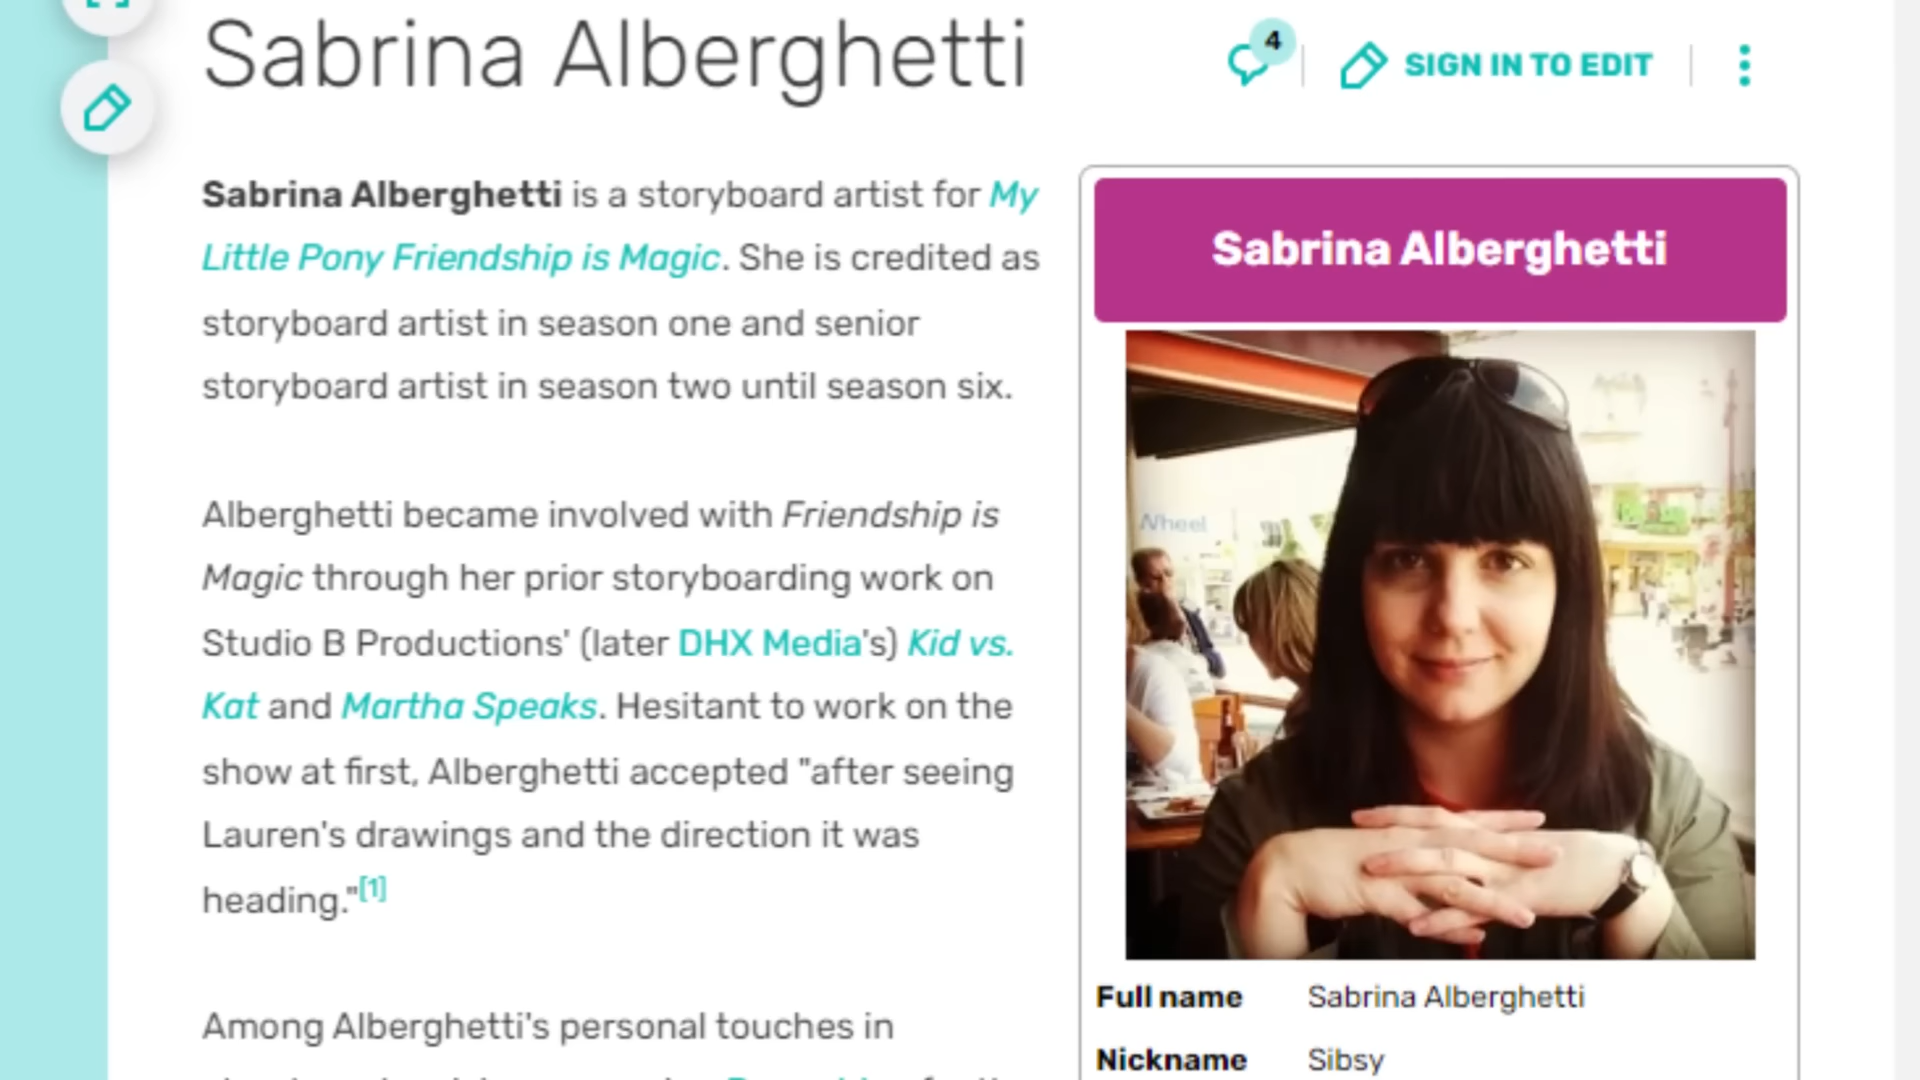 Sabrina Alberghetti
4
SIGN IN TO EDIT
Sabrina Alberghetti is a storyboard artist for My
Little Pony Friendship is Magic. She is credited as
storyboard artist in season one and senior
storyboard artist in season two until season six.
Alberghetti became involved with Friendship is
Magic through her prior storyboarding work on
Studio B Productions' (later DHX Media's) Kid vs.
Kat and Martha Speaks. Hesitant to work on the
show at first, Alberghetti accepted "after seeing
Lauren's drawings and the direction it was
heading."[1]
Among Alberghetti's personal touches in
Sabrina Alberghetti
Wheel
Full name Sabrina Alberghetti
Nickname Sibsy